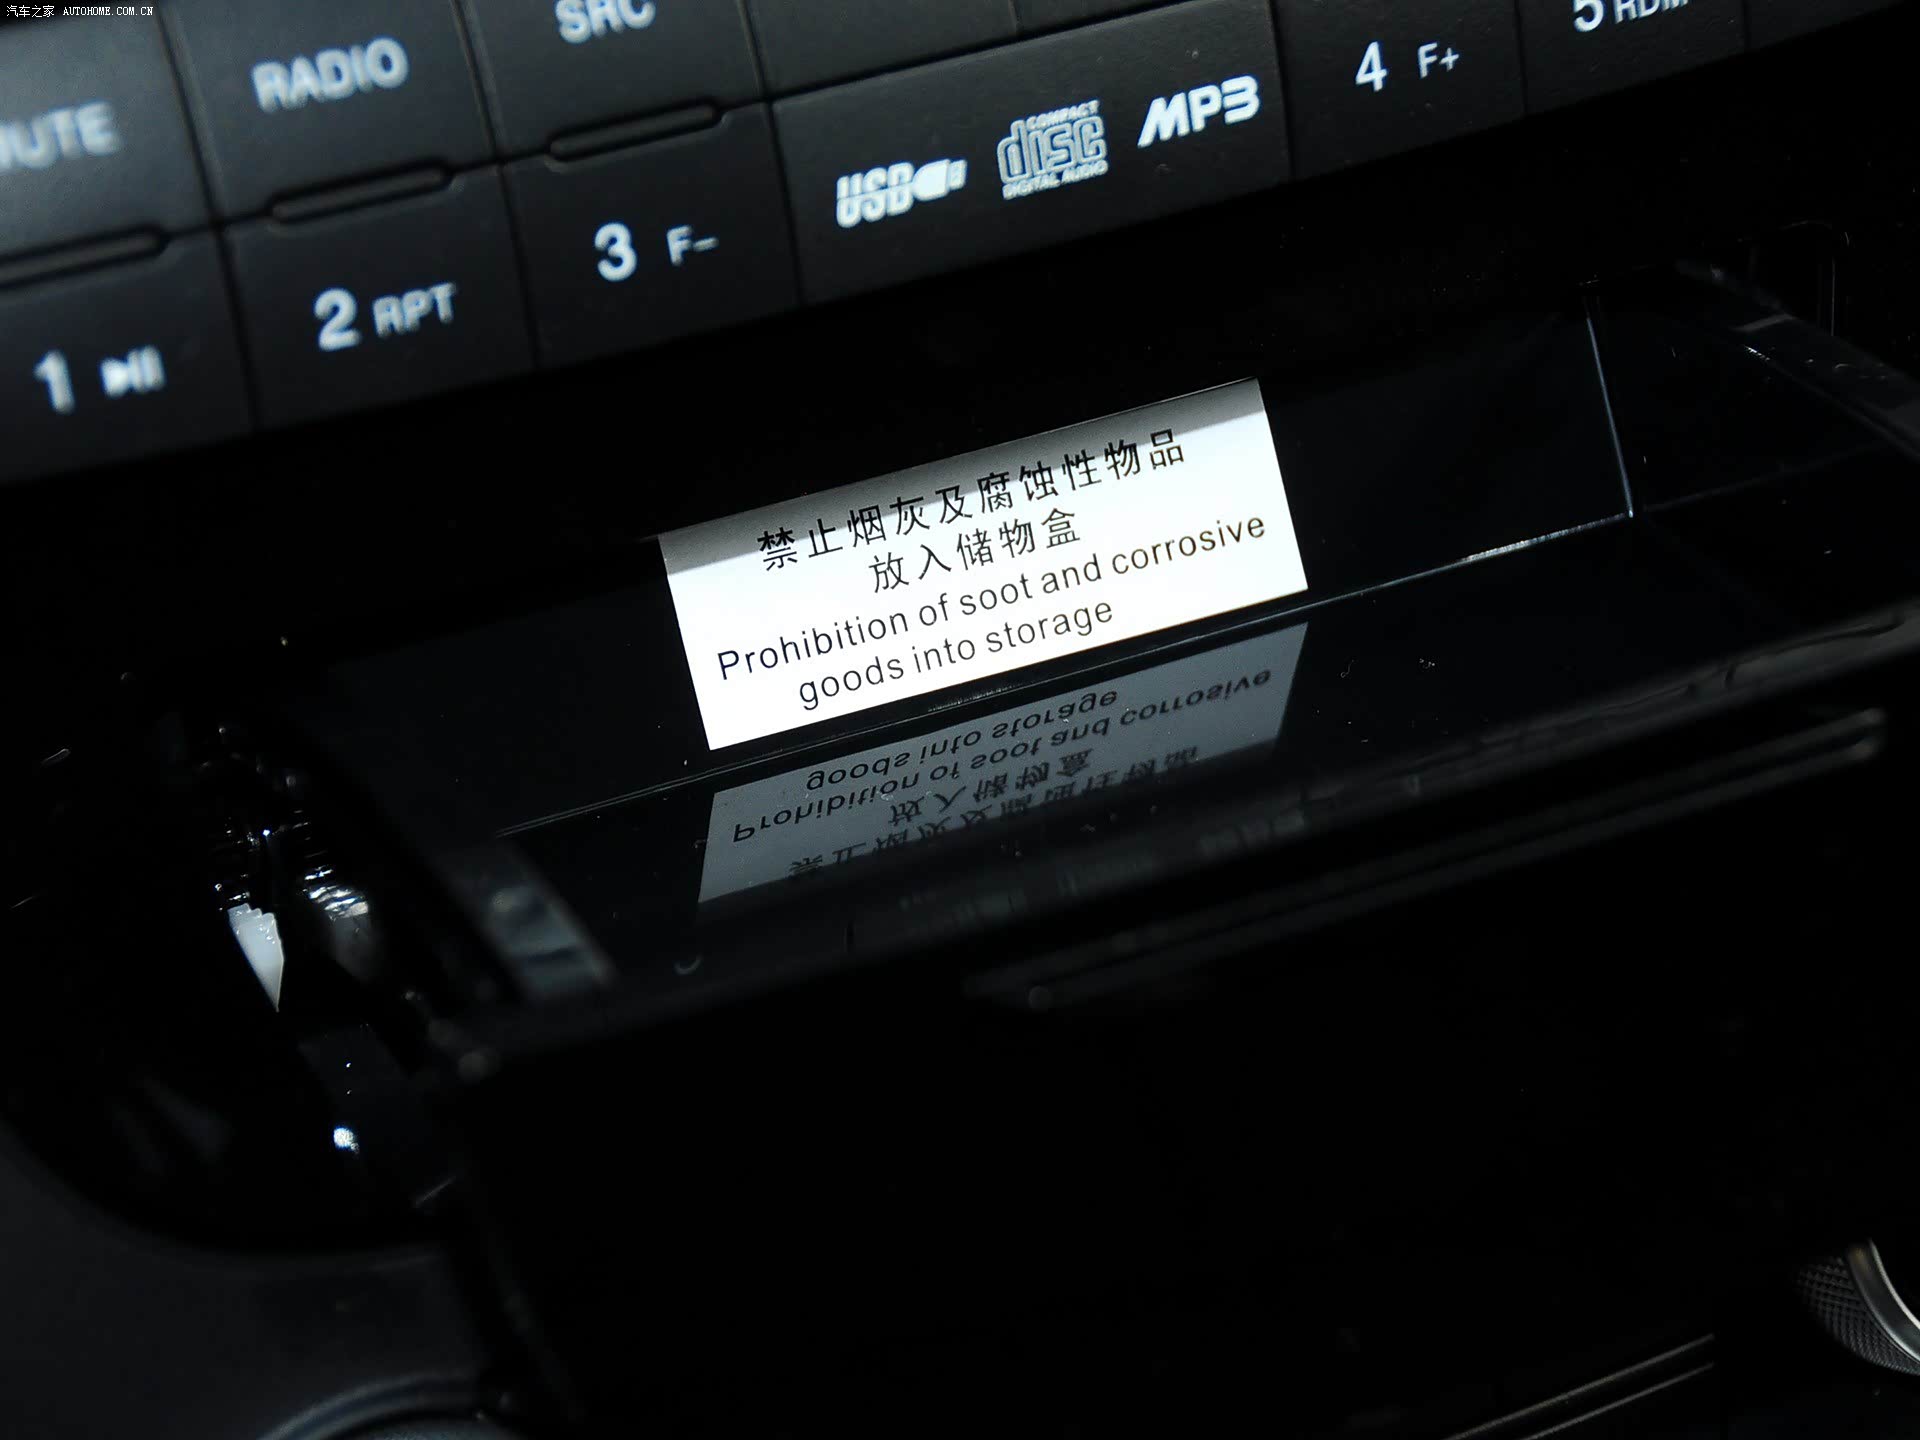 汽车之家 AUTOHOME.COM.CN
MUTE
RADIO
SRC
1
2 RPT
3 F-
USB
COMPACT
disc
DIGITAL AUDIO
MP3
4 F+
5 RDM
禁止烟灰及腐蚀性物品
放入储物盒
Prohibition of soot and corrosive
goods into storage